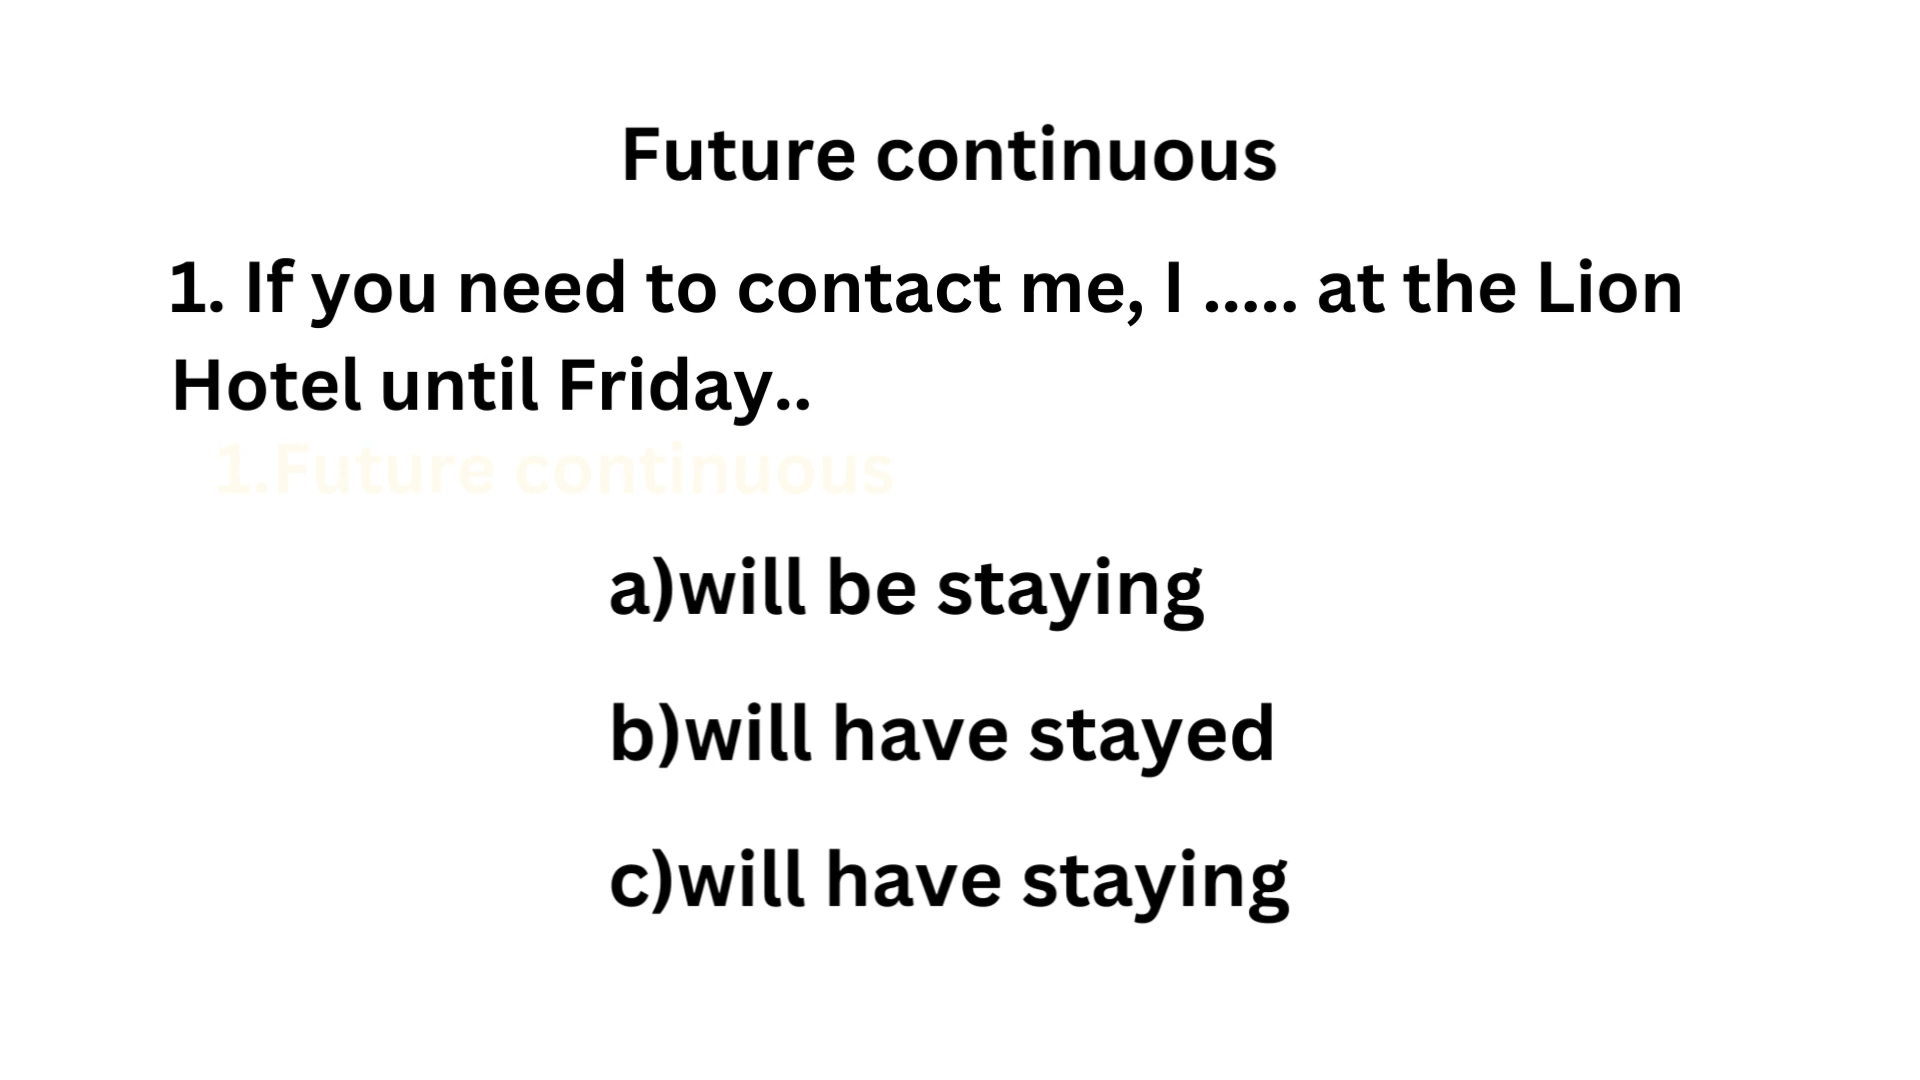 Future continuous
1. If you need to contact me, I ..... at the Lion
Hotel until Friday..
1.Future continuous
a)will be staying
b)will have stayed
c)will have staying